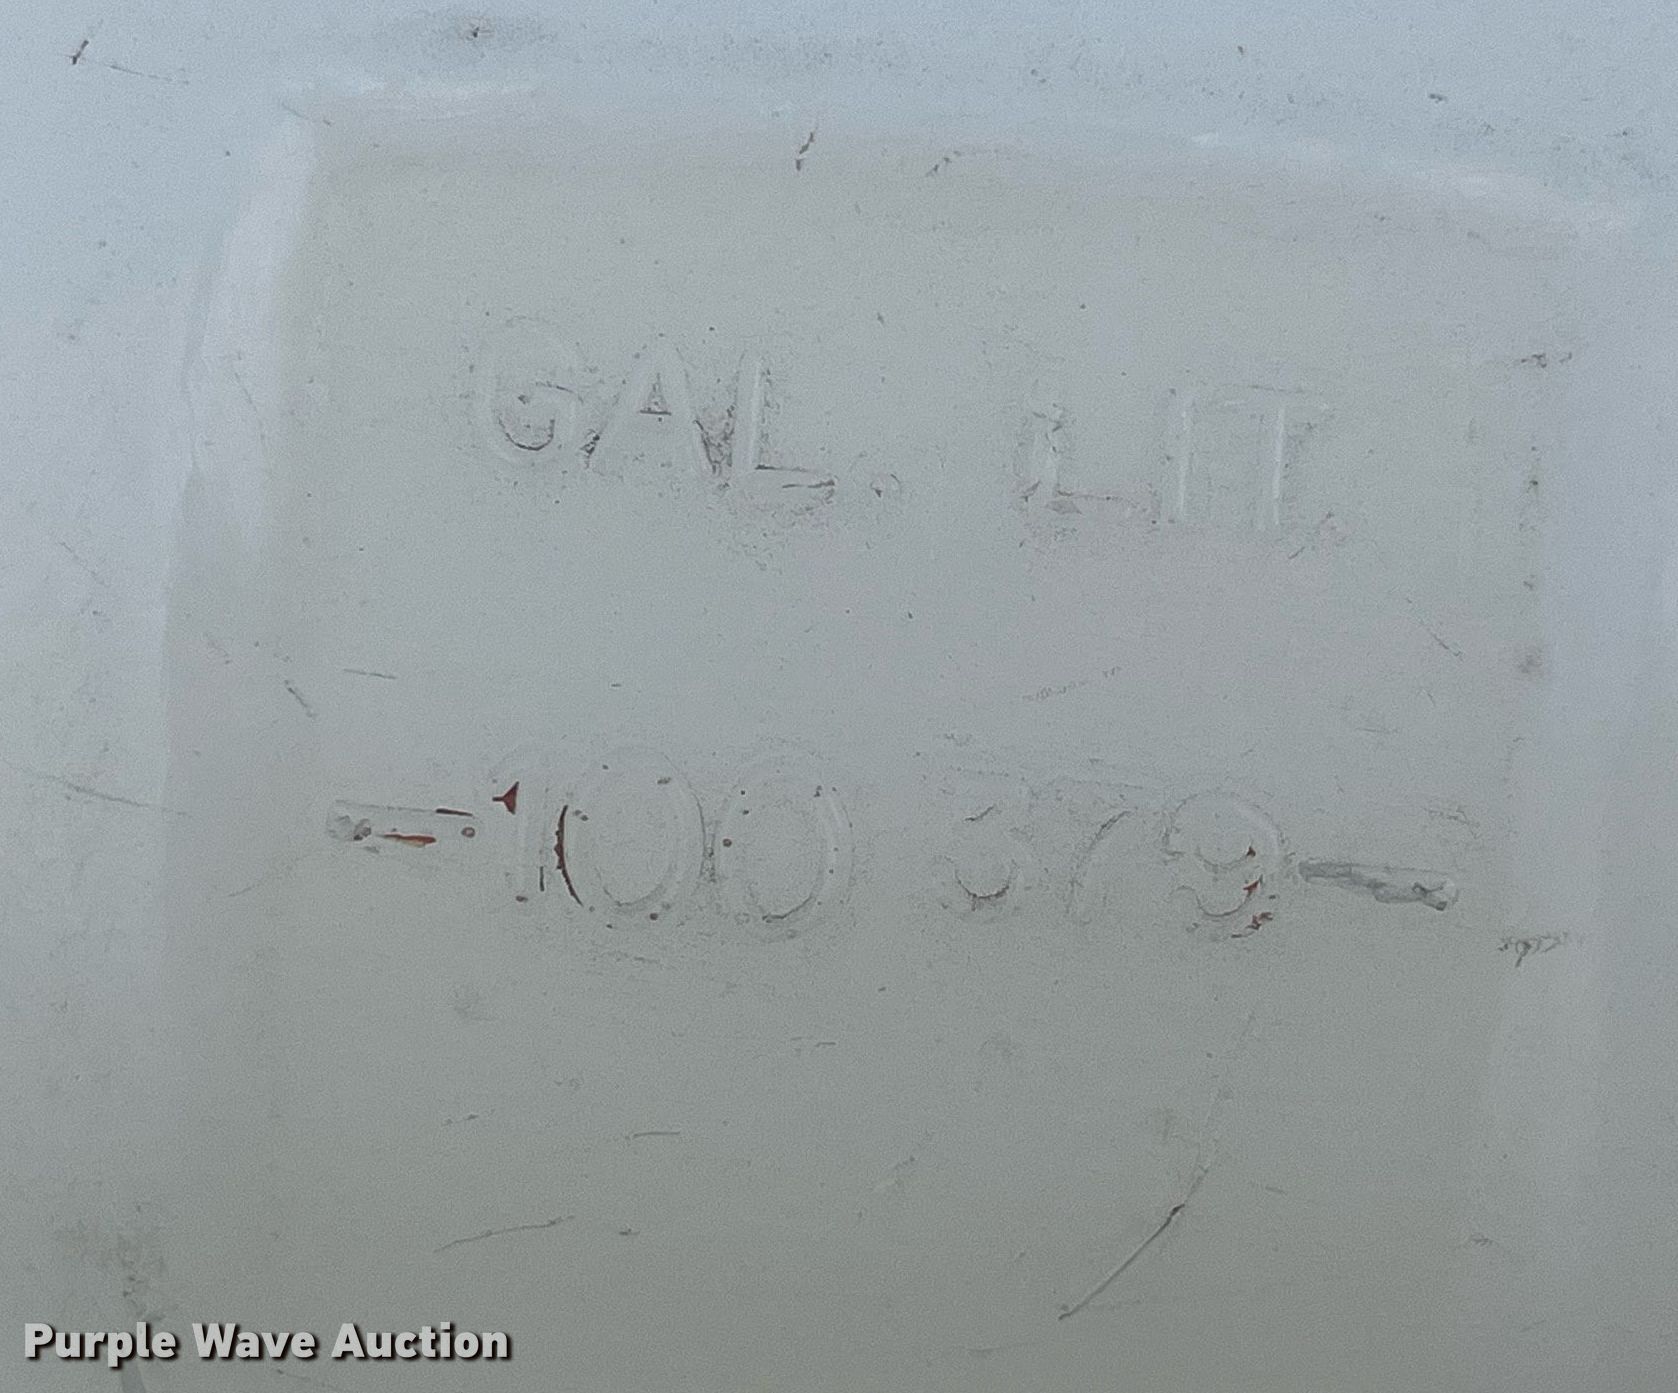 GAL. LIT.
-100 379-
Purple Wave Auction